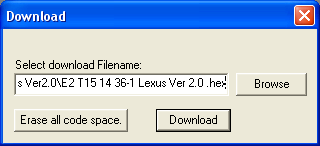 Download
Select download Filename:
s Ver2.0\E2 T15 14 36-1 Lexus Ver 2.0 .hex
Browse
Erase all code space.
Download